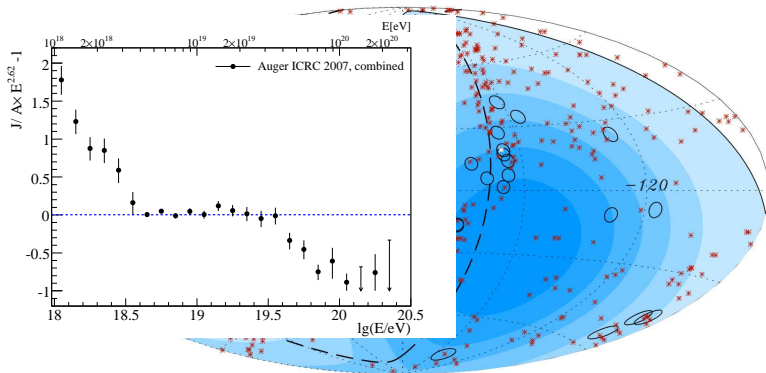 E[eV]
10^18 2×10^18 10^19 2×10^19 10^20 2×10^20
J/ A× E^2.62 -1
Auger ICRC 2007, combined
2
1.5
1
0.5
0
-0.5
-1
18 18.5 19 19.5 20 20.5
lg(E/eV)
-120